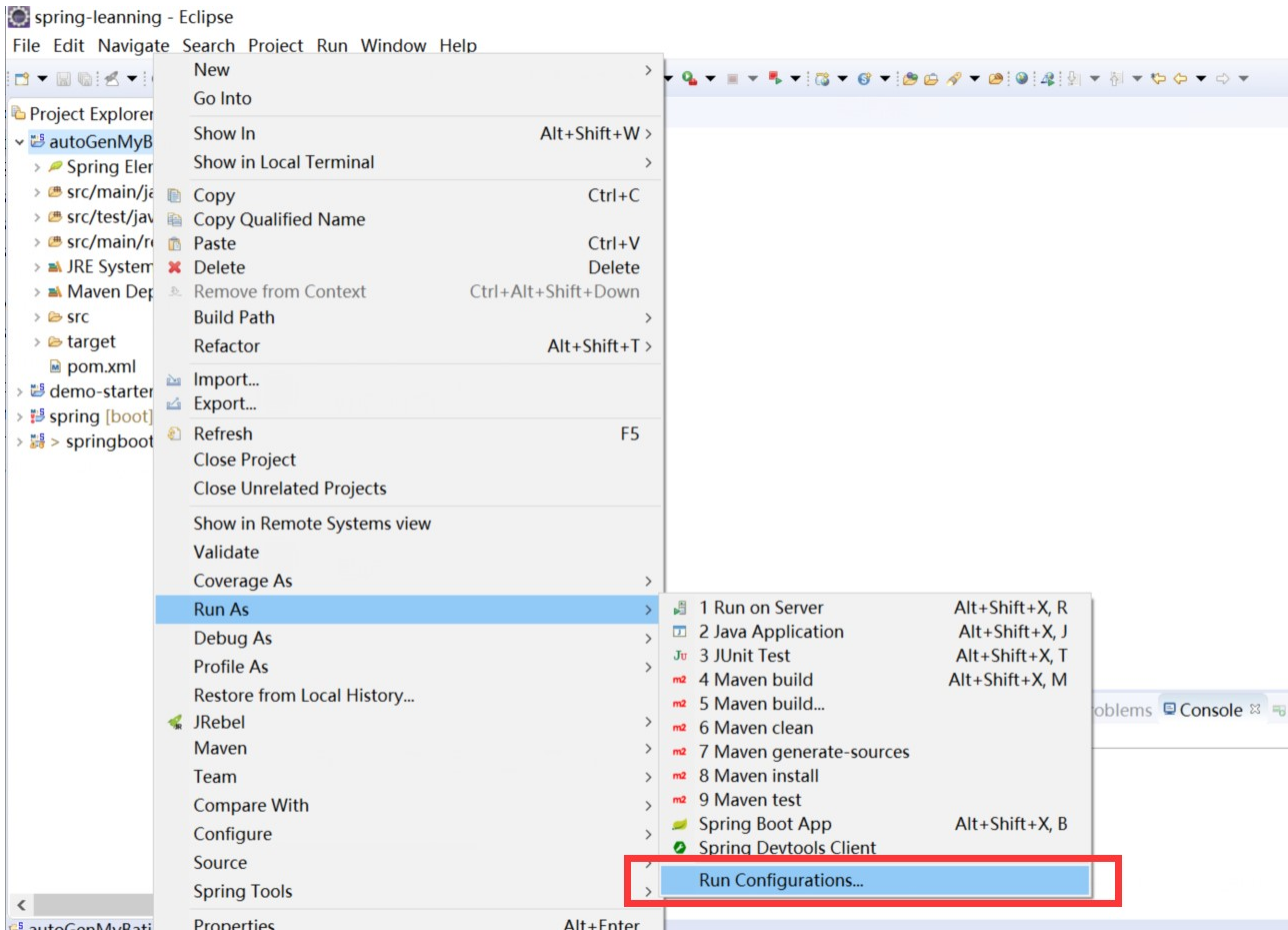 spring-leanning - Eclipse
File Edit Navigate Search Project Run Window Help
Project Explorer
autoGenMyB
Spring Eler
src/main/ja
src/test/jav
src/main/re
JRE System
Maven Dep
src
target
pom.xml
demo-starter
spring [boot]
> springboot
New
Go Into
Show In Alt+Shift+W
Show in Local Terminal
Copy Ctrl+C
Copy Qualified Name
Paste Ctrl+V
Delete Delete
Remove from Context Ctrl+Alt+Shift+Down
Build Path
Refactor Alt+Shift+T
Import...
Export...
Refresh F5
Close Project
Close Unrelated Projects
Show in Remote Systems view
Validate
Coverage As
Run As
Debug As
Profile As
Restore from Local History...
JRebel
Maven
Team
Compare With
Configure
Source
Spring Tools
Properties Alt+Enter
1 Run on Server Alt+Shift+X, R
2 Java Application Alt+Shift+X, J
3 JUnit Test Alt+Shift+X, T
4 Maven build Alt+Shift+X, M
5 Maven build...
6 Maven clean
7 Maven generate-sources
8 Maven install
9 Maven test
Spring Boot App Alt+Shift+X, B
Spring Devtools Client
Run Configurations...
oblems Console
autoGenMyBati